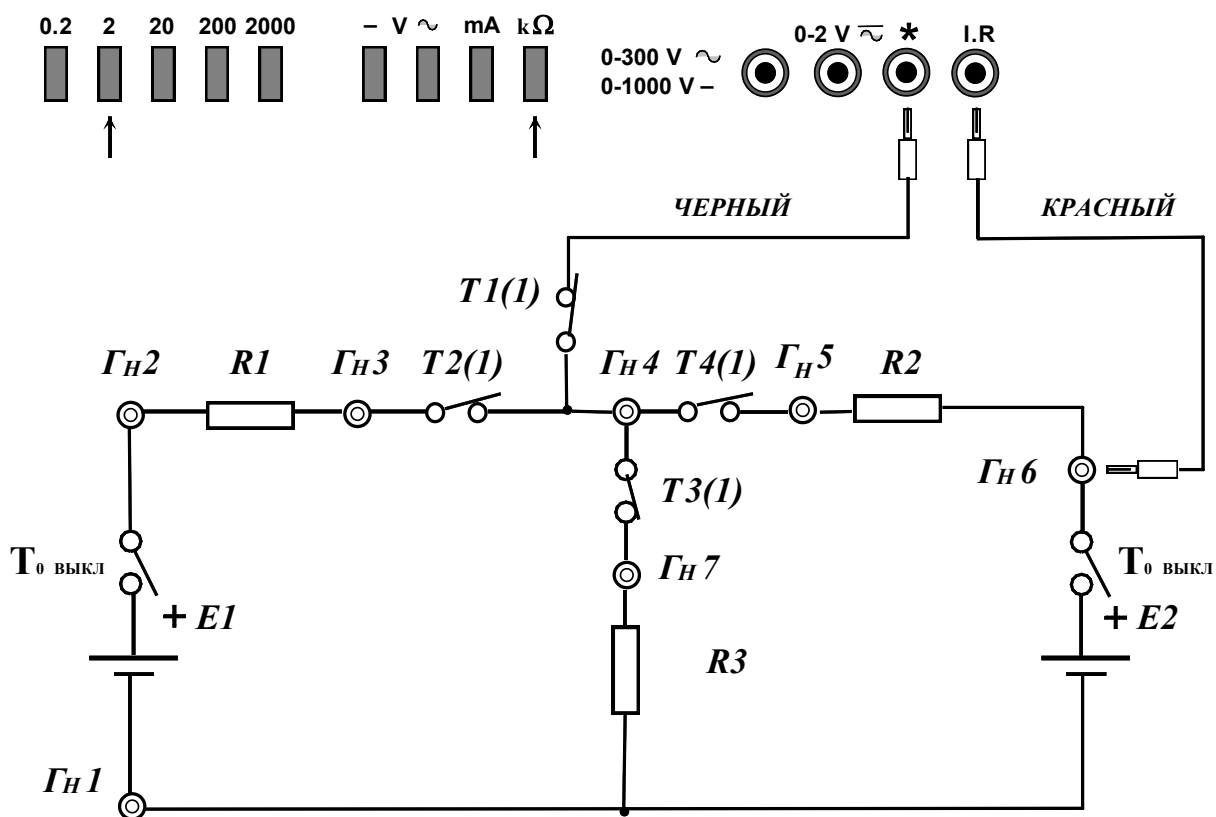 0.2 2 20 200 2000 – V ~ mA kΩ
0-2 V ⎓~ * I.R
0-300 V ~
0-1000 V –
ЧЕРНЫЙ КРАСНЫЙ
T1(1)
Гн2 R1 Гн3 T2(1) Гн4 T4(1) Гн5 R2
Гн6
T3(1)
Гн7
T0 выкл T0 выкл
+ E1 + E2
R3
Гн1